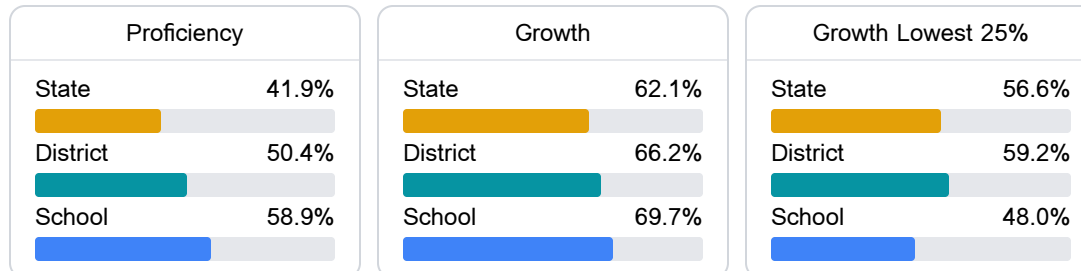 Proficiency
State 41.9%
District 50.4%
School 58.9%
Growth
State 62.1%
District 66.2%
School 69.7%
Growth Lowest 25%
State 56.6%
District 59.2%
School 48.0%